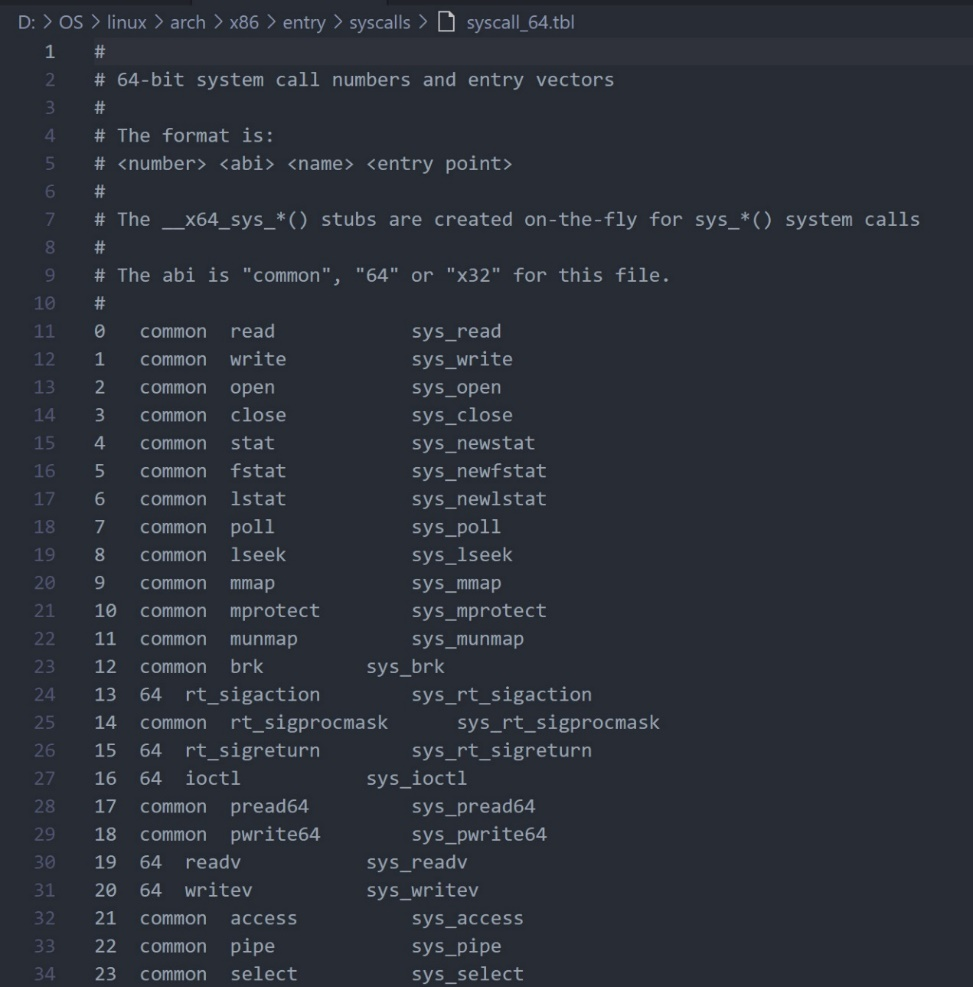 D: > OS > linux > arch > x86 > entry > syscalls > syscall_64.tbl
1 #
2 # 64-bit system call numbers and entry vectors
3 #
4 # The format is:
5 # <number> <abi> <name> <entry point>
6 #
7 # The __x64_sys_*() stubs are created on-the-fly for sys_*() system calls
8 #
9 # The abi is "common", "64" or "x32" for this file.
10 #
11 0 common read sys_read
12 1 common write sys_write
13 2 common open sys_open
14 3 common close sys_close
15 4 common stat sys_newstat
16 5 common fstat sys_newfstat
17 6 common lstat sys_newlstat
18 7 common poll sys_poll
19 8 common lseek sys_lseek
20 9 common mmap sys_mmap
21 10 common mprotect sys_mprotect
22 11 common munmap sys_munmap
23 12 common brk sys_brk
24 13 64 rt_sigaction sys_rt_sigaction
25 14 common rt_sigprocmask sys_rt_sigprocmask
26 15 64 rt_sigreturn sys_rt_sigreturn
27 16 64 ioctl sys_ioctl
28 17 common pread64 sys_pread64
29 18 common pwrite64 sys_pwrite64
30 19 64 readv sys_readv
31 20 64 writev sys_writev
32 21 common access sys_access
33 22 common pipe sys_pipe
34 23 common select sys_select